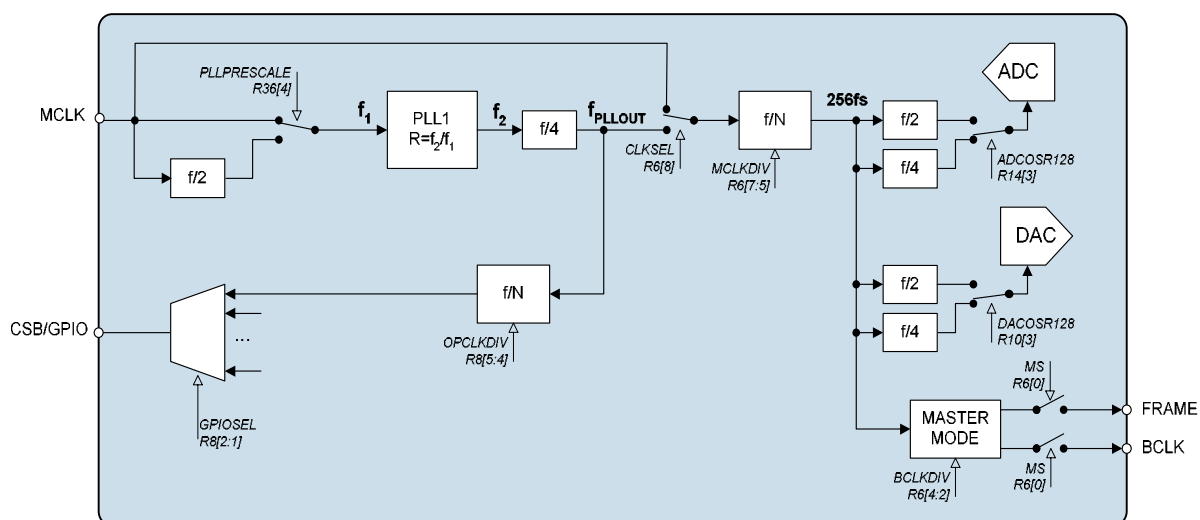 PLLPRESCALE
R36[4]
MCLK
f1
PLL1
R=f2/f1
f2
f/4
fPLLOUT
f/2
CLKSEL
R6[8]
f/N
MCLKDIV
R6[7:5]
256fs
f/2
f/4
ADC
ADCOSR128
R14[3]
DAC
f/2
f/4
DACOSR128
R10[3]
CSB/GPIO
...
GPIOSEL
R8[2:1]
f/N
OPCLKDIV
R8[5:4]
MS
R6[0]
MASTER
MODE
FRAME
BCLK
BCLKDIV
R6[4:2]
MS
R6[0]